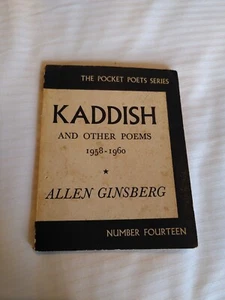 THE POCKET POETS SERIES
KADDISH
AND OTHER POEMS
1958-1960
★
ALLEN GINSBERG
NUMBER FOURTEEN